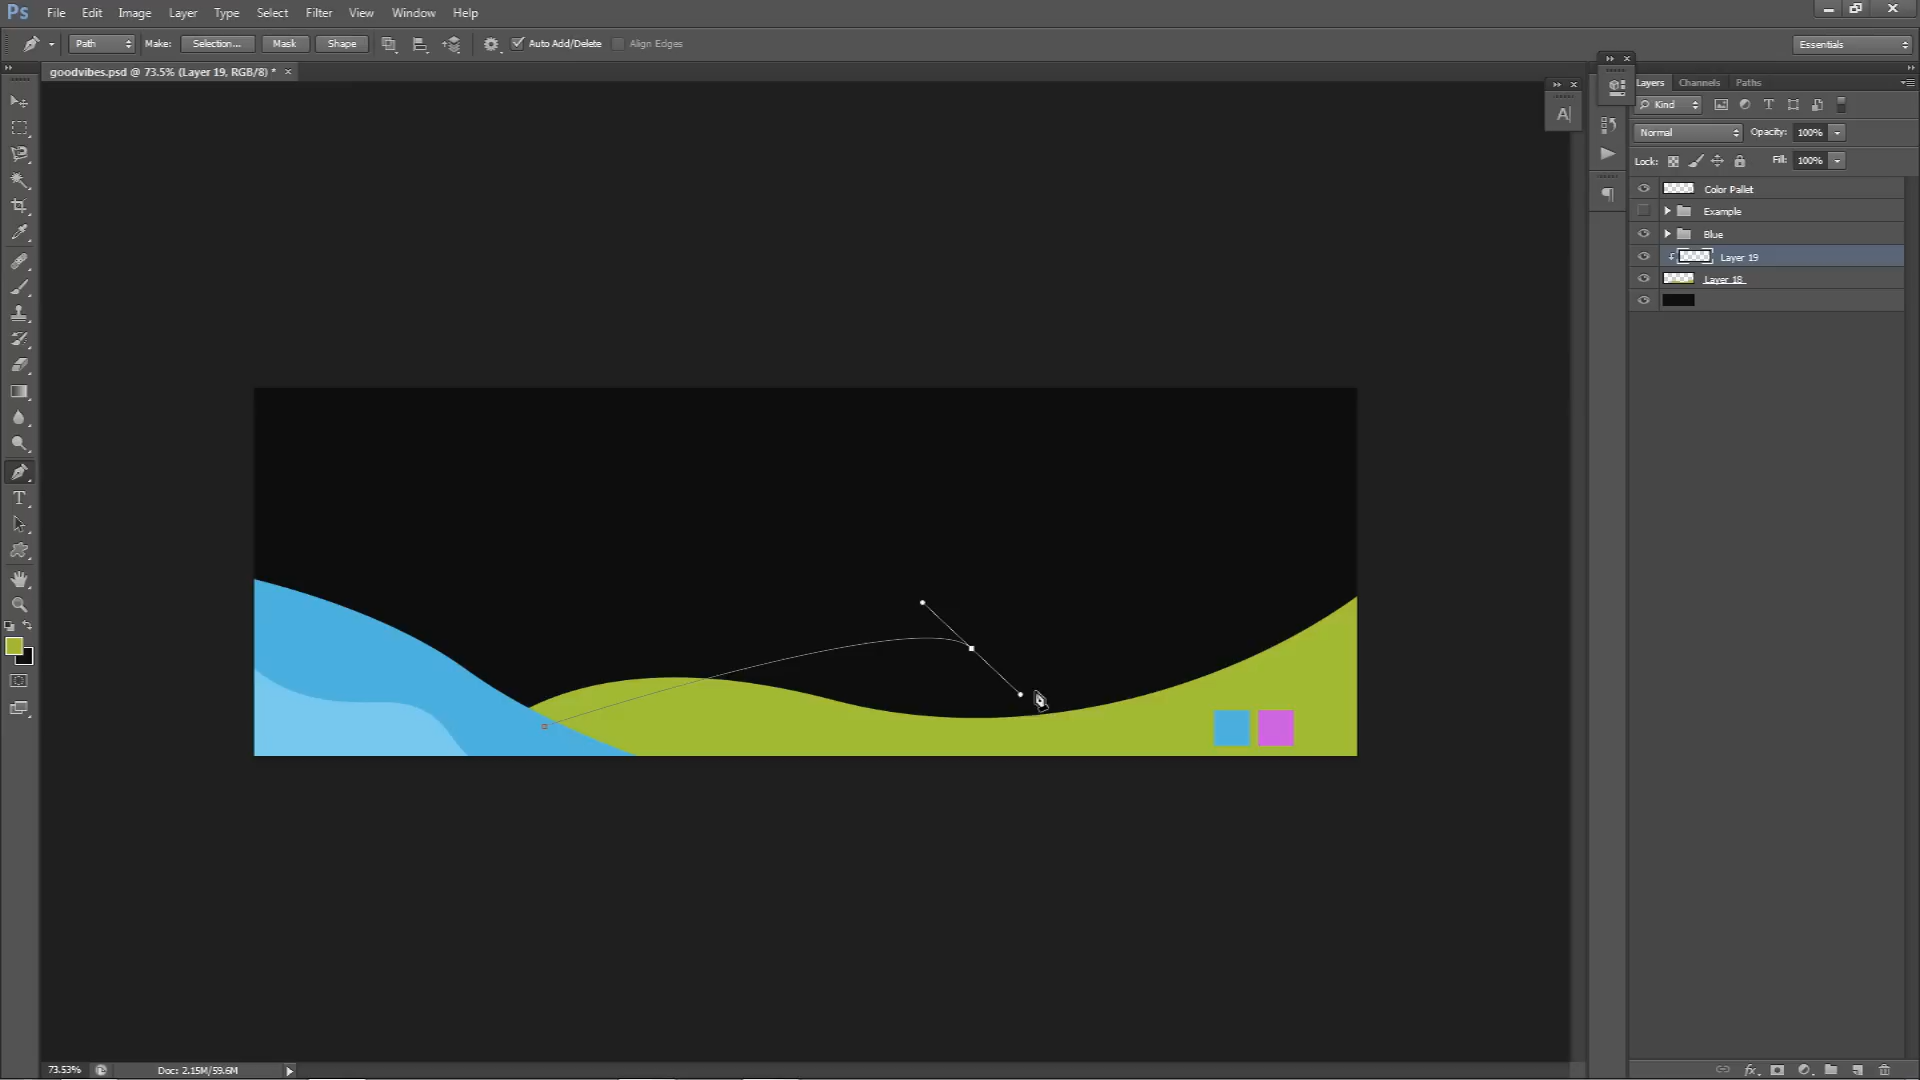 Ps File Edit Image Layer Type Select Filter View Window Help
Path Make: Selection... Mask Shape Auto Add/Delete Align Edges Essentials
goodvibes.psd @ 73.5% (Layer 19, RGB/8) * ×
Layers Channels Paths
Kind T
Normal Opacity: 100%
Lock: Fill: 100%
Color Pallet
Example
Blue
Layer 19
Layer 18
A
T
fx
73.53% Doc: 2.15M/59.6M